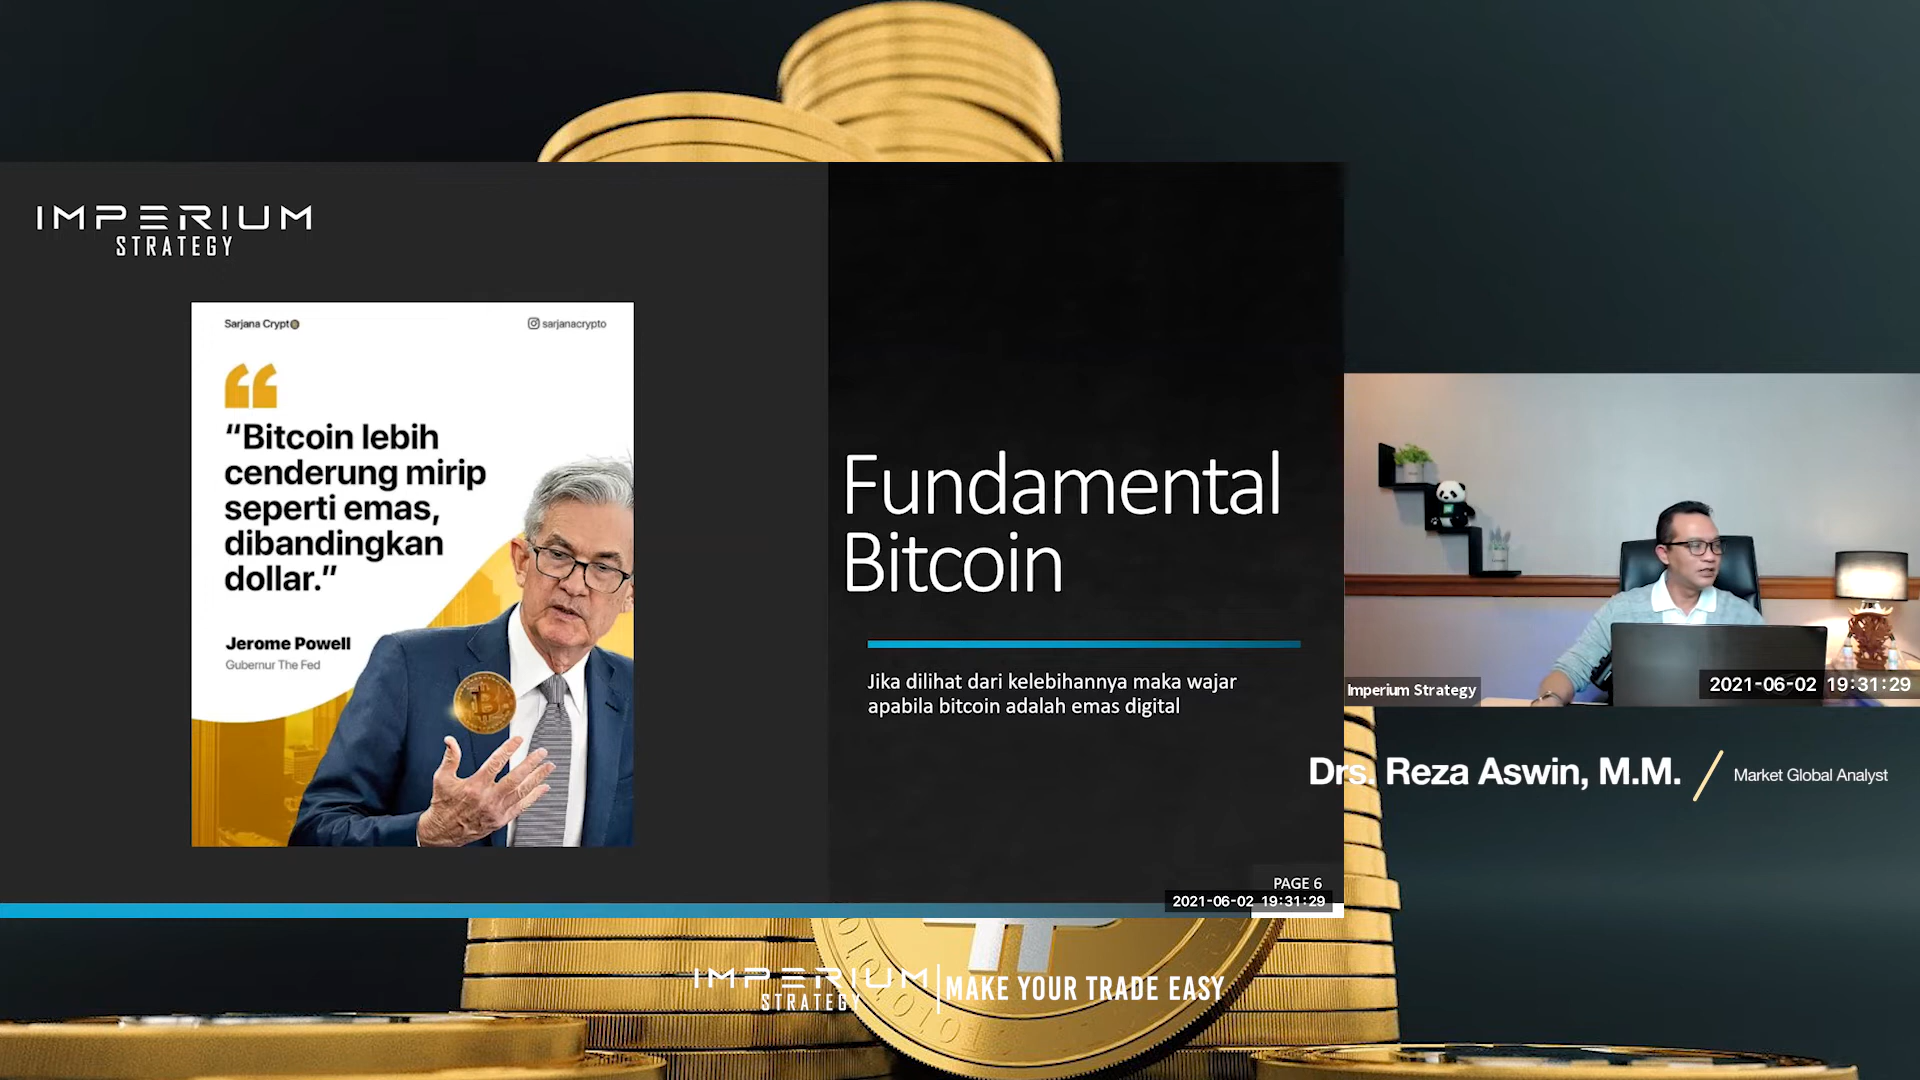 IMPERIUM
STRATEGY
Sarjana Crypto
sarjanacrypto
“Bitcoin lebih
cenderung mirip
seperti emas,
dibandingkan
dollar.”
Jerome Powell
Gubernur The Fed
Fundamental
Bitcoin
Jika dilihat dari kelebihannya maka wajar
apabila bitcoin adalah emas digital
PAGE 6
2021-06-02 19:31:29
Imperium Strategy
2021-06-02 19:31:29
Drs. Reza Aswin, M.M.
Market Global Analyst
IMPERIUM
STRATEGY
MAKE YOUR TRADE EASY